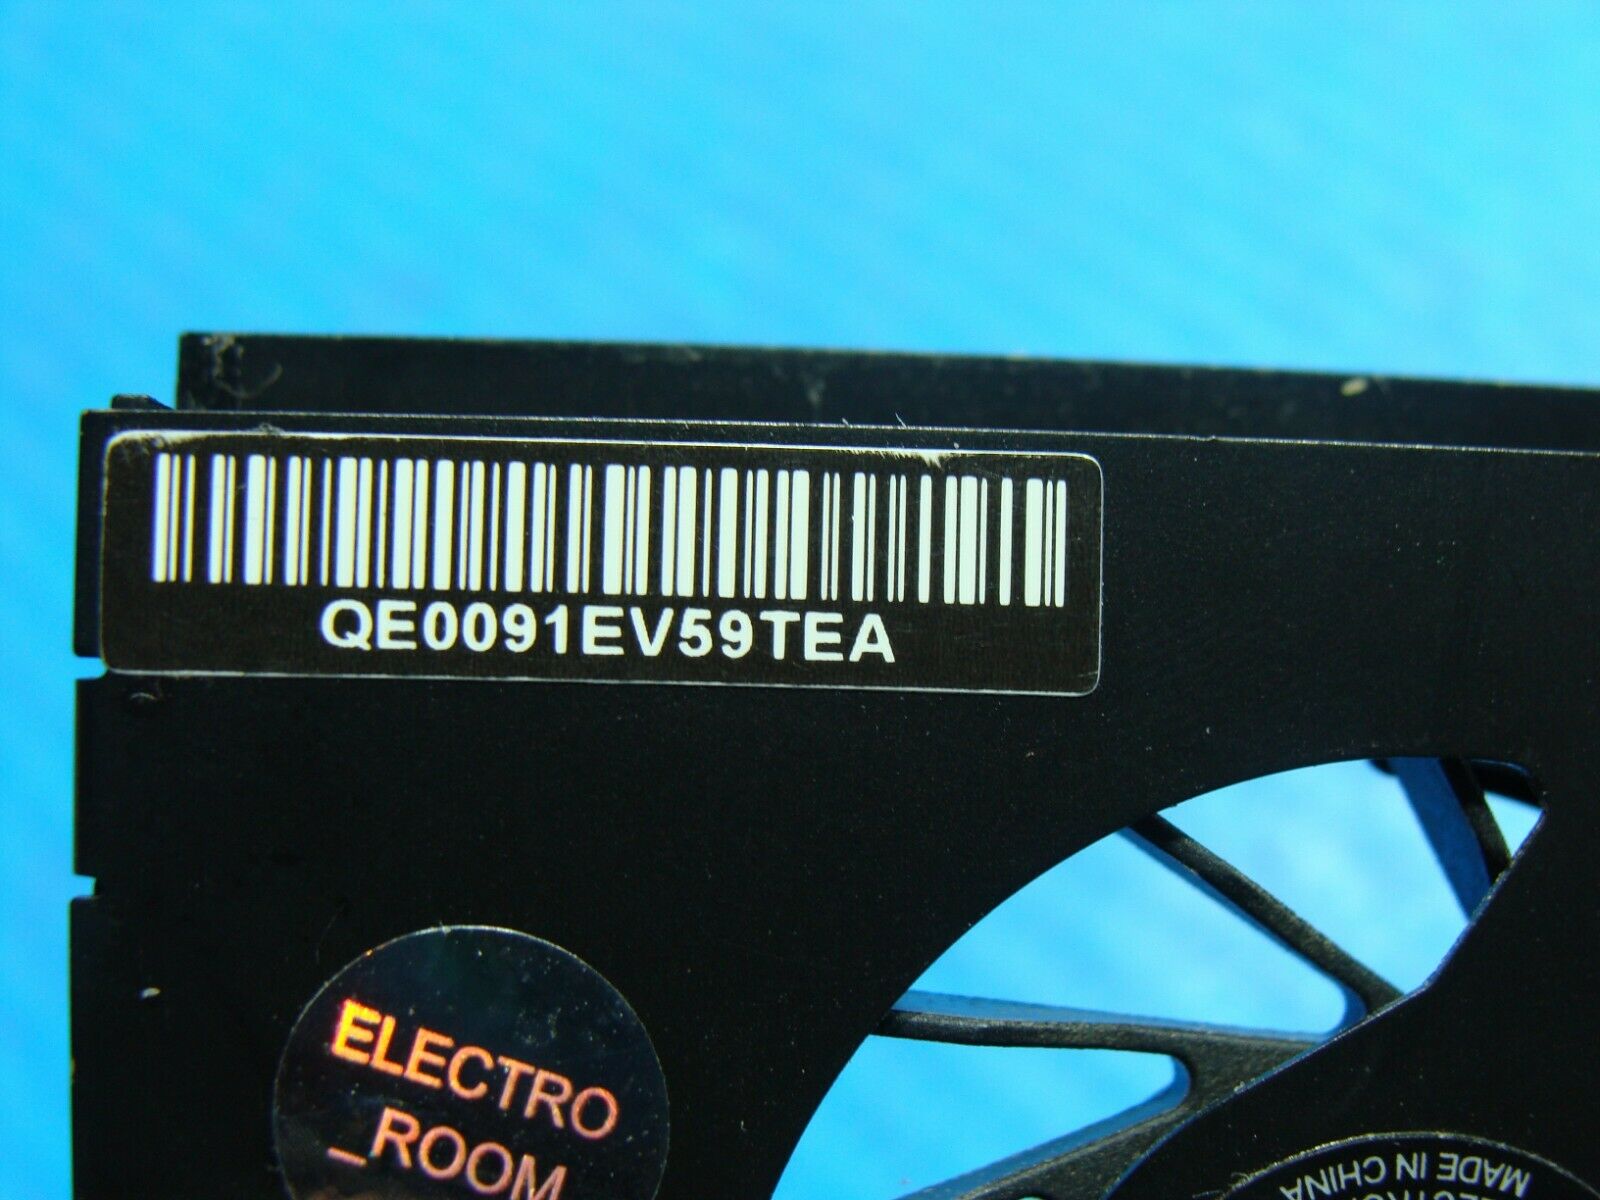 QE0091EV59TEA
ELECTRO
_ROOM
MADE IN CHINA